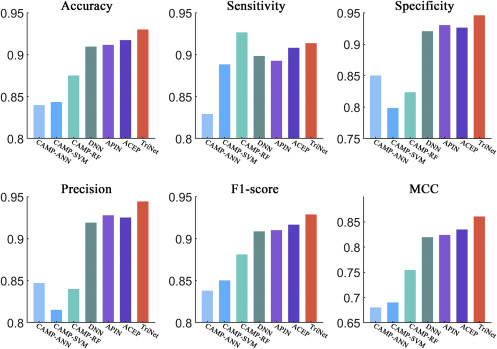 Accuracy
0.95
0.9
0.85
0.8
CAMP-ANN
CAMP-SVM
CAMP-RF
DNN
APIN
ACEP
TriNet
Sensitivity
0.95
0.9
0.85
0.8
CAMP-ANN
CAMP-SVM
CAMP-RF
DNN
APIN
ACEP
TriNet
Specificity
0.95
0.9
0.85
0.8
0.75
CAMP-ANN
CAMP-SVM
CAMP-RF
DNN
APIN
ACEP
TriNet
Precision
0.95
0.9
0.85
0.8
CAMP-ANN
CAMP-SVM
CAMP-RF
DNN
APIN
ACEP
TriNet
F1-score
0.95
0.9
0.85
0.8
CAMP-ANN
CAMP-SVM
CAMP-RF
DNN
APIN
ACEP
TriNet
MCC
0.85
0.8
0.75
0.7
0.65
CAMP-ANN
CAMP-SVM
CAMP-RF
DNN
APIN
ACEP
TriNet